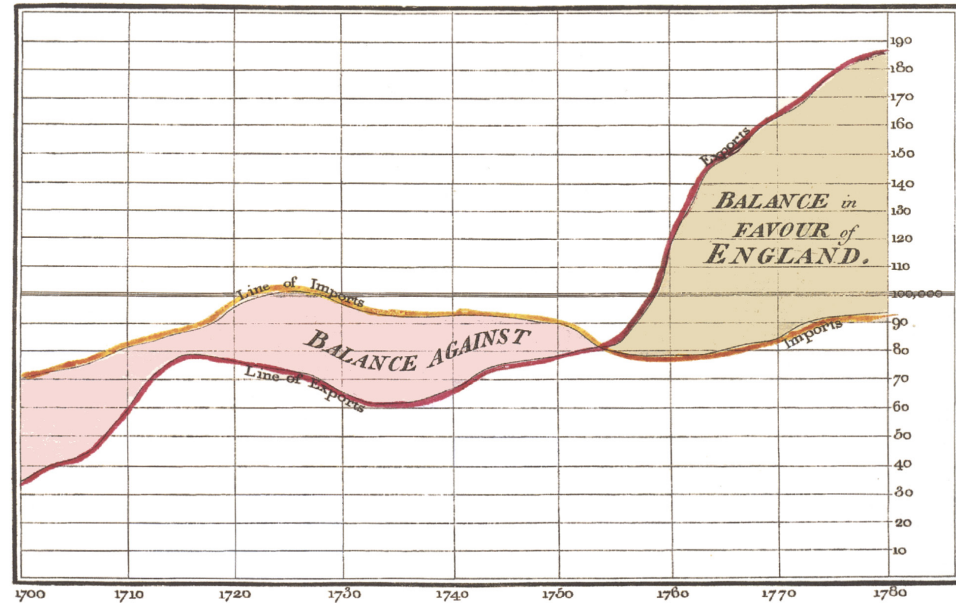 190
180
170
160
Exports
150
140
BALANCE in
FAVOUR of
ENGLAND.
130
120
110
Line of Imports
100,000
90
BALANCE AGAINST
Imports
80
Line of Exports
70
60
50
40
30
20
10
1700 1710 1720 1730 1740 1750 1760 1770 1780